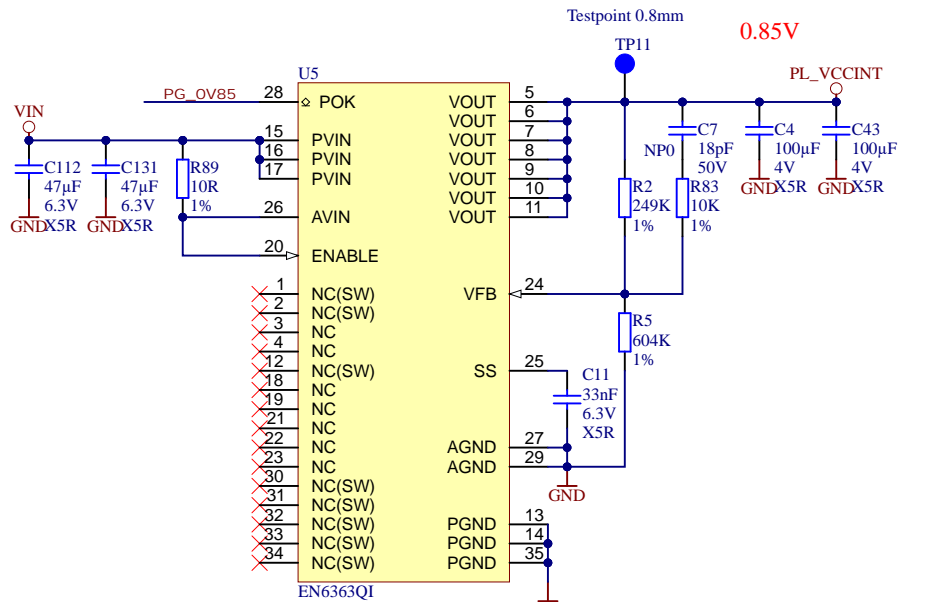 Testpoint 0.8mm
0.85V
TP11
PL_VCCINT
U5
PG_0V85
28
POK
VOUT
5
VOUT
6
VIN
15
PVIN
VOUT
7
16
PVIN
VOUT
8
17
PVIN
VOUT
9
VOUT
10
26
AVIN
VOUT
11
20
ENABLE
C112
47µF
6.3V
X5R
GND
C131
47µF
6.3V
X5R
GND
R89
10R
1%
C7
18pF
50V
NP0
R2
249K
1%
R83
10K
1%
C4
100µF
4V
X5R
GND
C43
100µF
4V
X5R
GND
1
NC(SW)
VFB
24
2
NC(SW)
3
NC
4
NC
12
NC(SW)
SS
25
18
NC
19
NC
21
NC
22
NC
AGND
27
23
NC
AGND
29
30
NC(SW)
31
NC(SW)
32
NC(SW)
PGND
13
33
NC(SW)
PGND
14
34
NC(SW)
PGND
35
R5
604K
1%
C11
33nF
6.3V
X5R
GND
EN6363QI